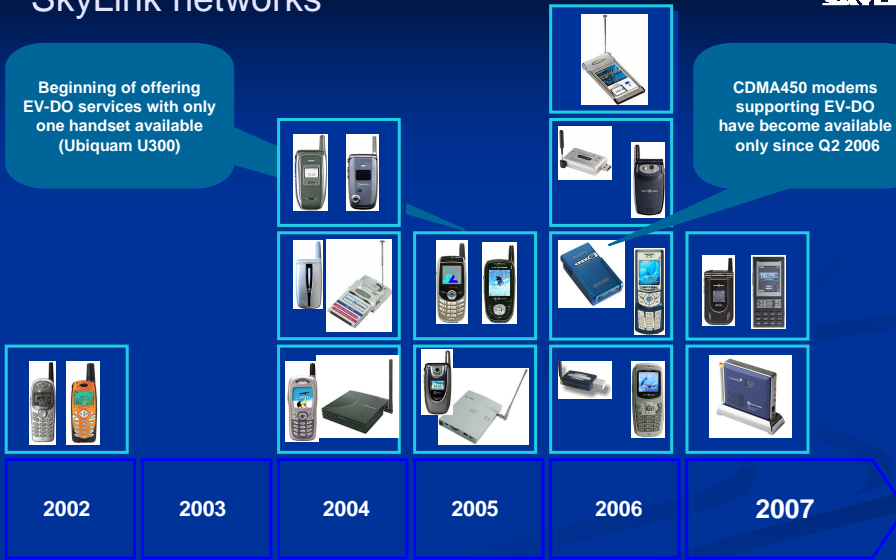 SkyLink networks
Beginning of offering
EV-DO services with only
one handset available
(Ubiquam U300)
CDMA450 modems
supporting EV-DO
have become available
only since Q2 2006
2002
2003
2004
2005
2006
2007